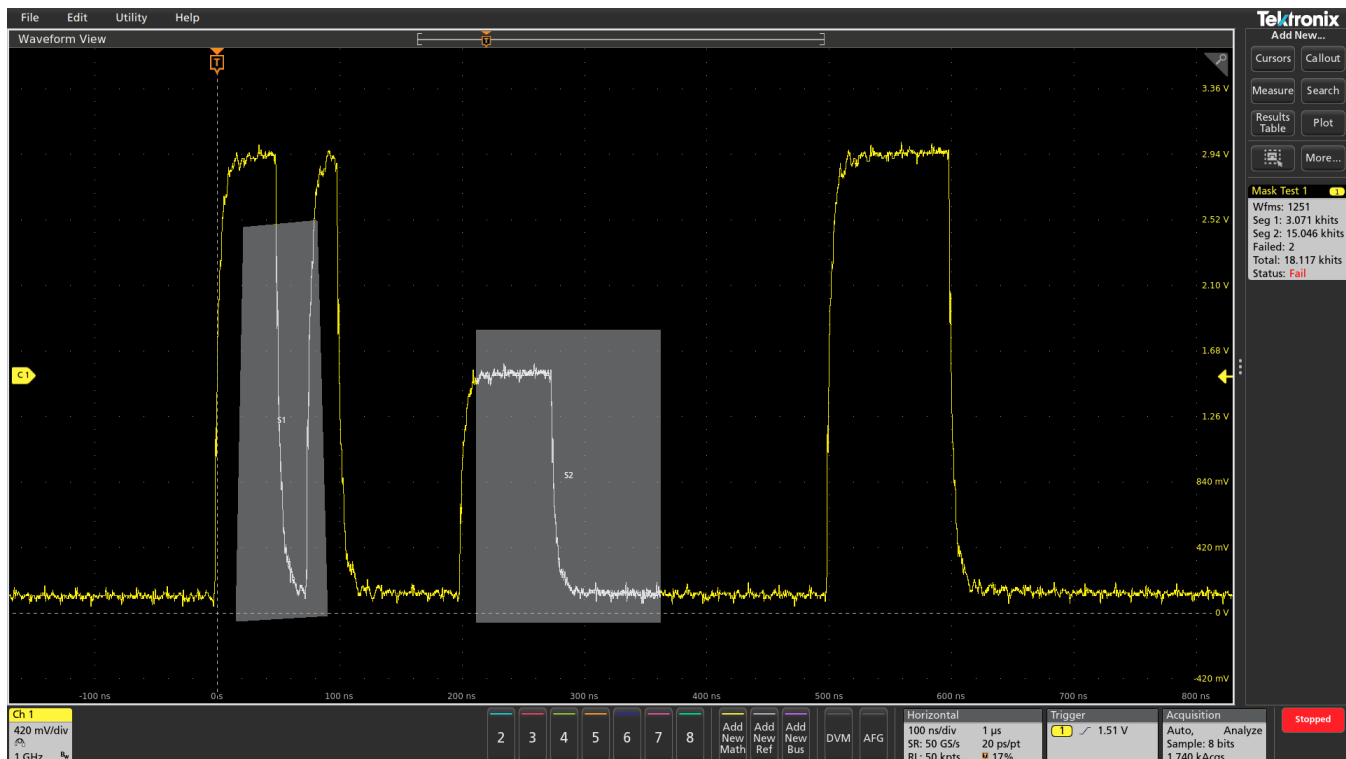 File Edit Utility Help
Tektronix
Waveform View
Add New...
T
T
Cursors Callout
Measure Search
Results Table Plot
More...
Mask Test 1 1
Wfms: 1251
Seg 1: 3.071 khits
Seg 2: 15.046 khits
Failed: 2
Total: 18.117 khits
Status: Fail
3.36 V
2.94 V
2.52 V
2.10 V
1.68 V
C 1
1.26 V
S1
S2
840 mV
420 mV
0 V
-420 mV
-100 ns 0s 100 ns 200 ns 300 ns 400 ns 500 ns 600 ns 700 ns 800 ns
Ch 1
420 mV/div
1 GHz Bw
2 3 4 5 6 7 8
Add New Math
Add New Ref
Add New Bus
DVM AFG
Horizontal
100 ns/div 1 µs
SR: 50 GS/s 20 ps/pt
RL: 50 kpts T 17%
Trigger
1 1.51 V
Acquisition
Auto, Analyze
Sample: 8 bits
1.740 kAcqs
Stopped